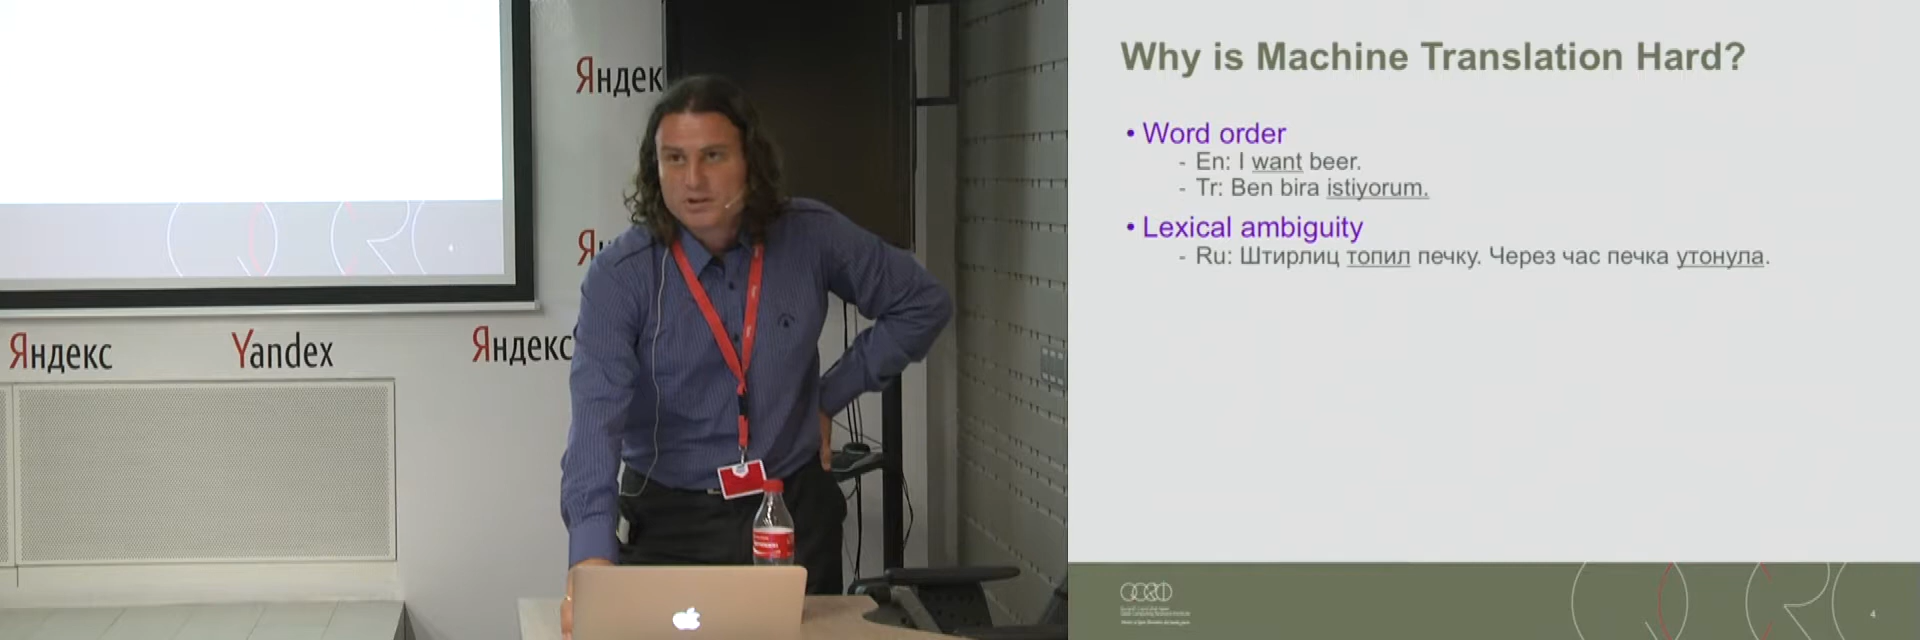 Яндек
Яндекс
Yandex
Яндекс
Why is Machine Translation Hard?
• Word order
- En: I want beer.
- Tr: Ben bira istiyorum.
• Lexical ambiguity
- Ru: Штирлиц топил печку. Через час печка утонула.
4